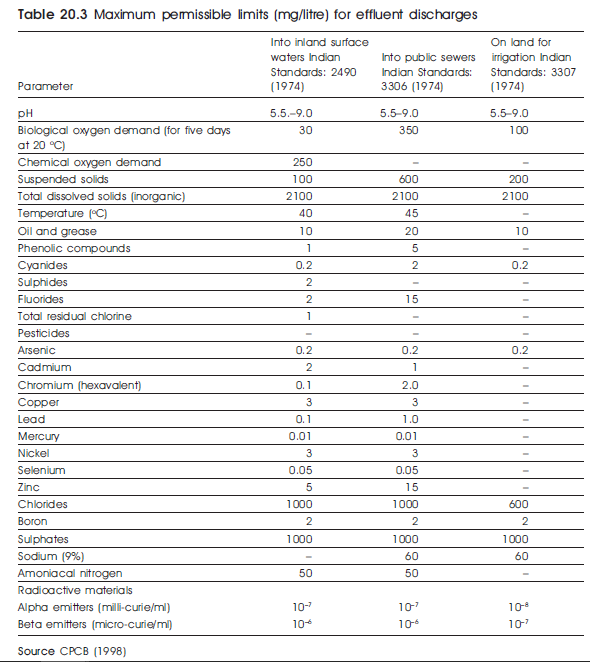 Table 20.3 Maximum permissible limits (mg/litre) for effluent discharges
Parameter | Into inland surface waters Indian Standards: 2490 (1974) | Into public sewers Indian Standards: 3306 (1974) | On land for irrigation Indian Standards: 3307 (1974)
pH 5.5.–9.0 5.5–9.0 5.5–9.0
Biological oxygen demand (for five days 30 350 100
at 20 ºC)
Chemical oxygen demand 250 – –
Suspended solids 100 600 200
Total dissolved solids (inorganic) 2100 2100 2100
Temperature (ºC) 40 45 –
Oil and grease 10 20 10
Phenolic compounds 1 5 –
Cyanides 0.2 2 0.2
Sulphides 2 – –
Fluorides 2 15 –
Total residual chlorine 1 – –
Pesticides – – –
Arsenic 0.2 0.2 0.2
Cadmium 2 1 –
Chromium (hexavalent) 0.1 2.0 –
Copper 3 3 –
Lead 0.1 1.0 –
Mercury 0.01 0.01 –
Nickel 3 3 –
Selenium 0.05 0.05 –
Zinc 5 15 –
Chlorides 1000 1000 600
Boron 2 2 2
Sulphates 1000 1000 1000
Sodium (9%) – 60 60
Amoniacal nitrogen 50 50 –
Radioactive materials
Alpha emitters (milli-curie/ml) 10⁻⁷ 10⁻⁷ 10⁻⁸
Beta emitters (micro-curie/ml) 10⁻⁶ 10⁻⁶ 10⁻⁷
Source CPCB (1998)